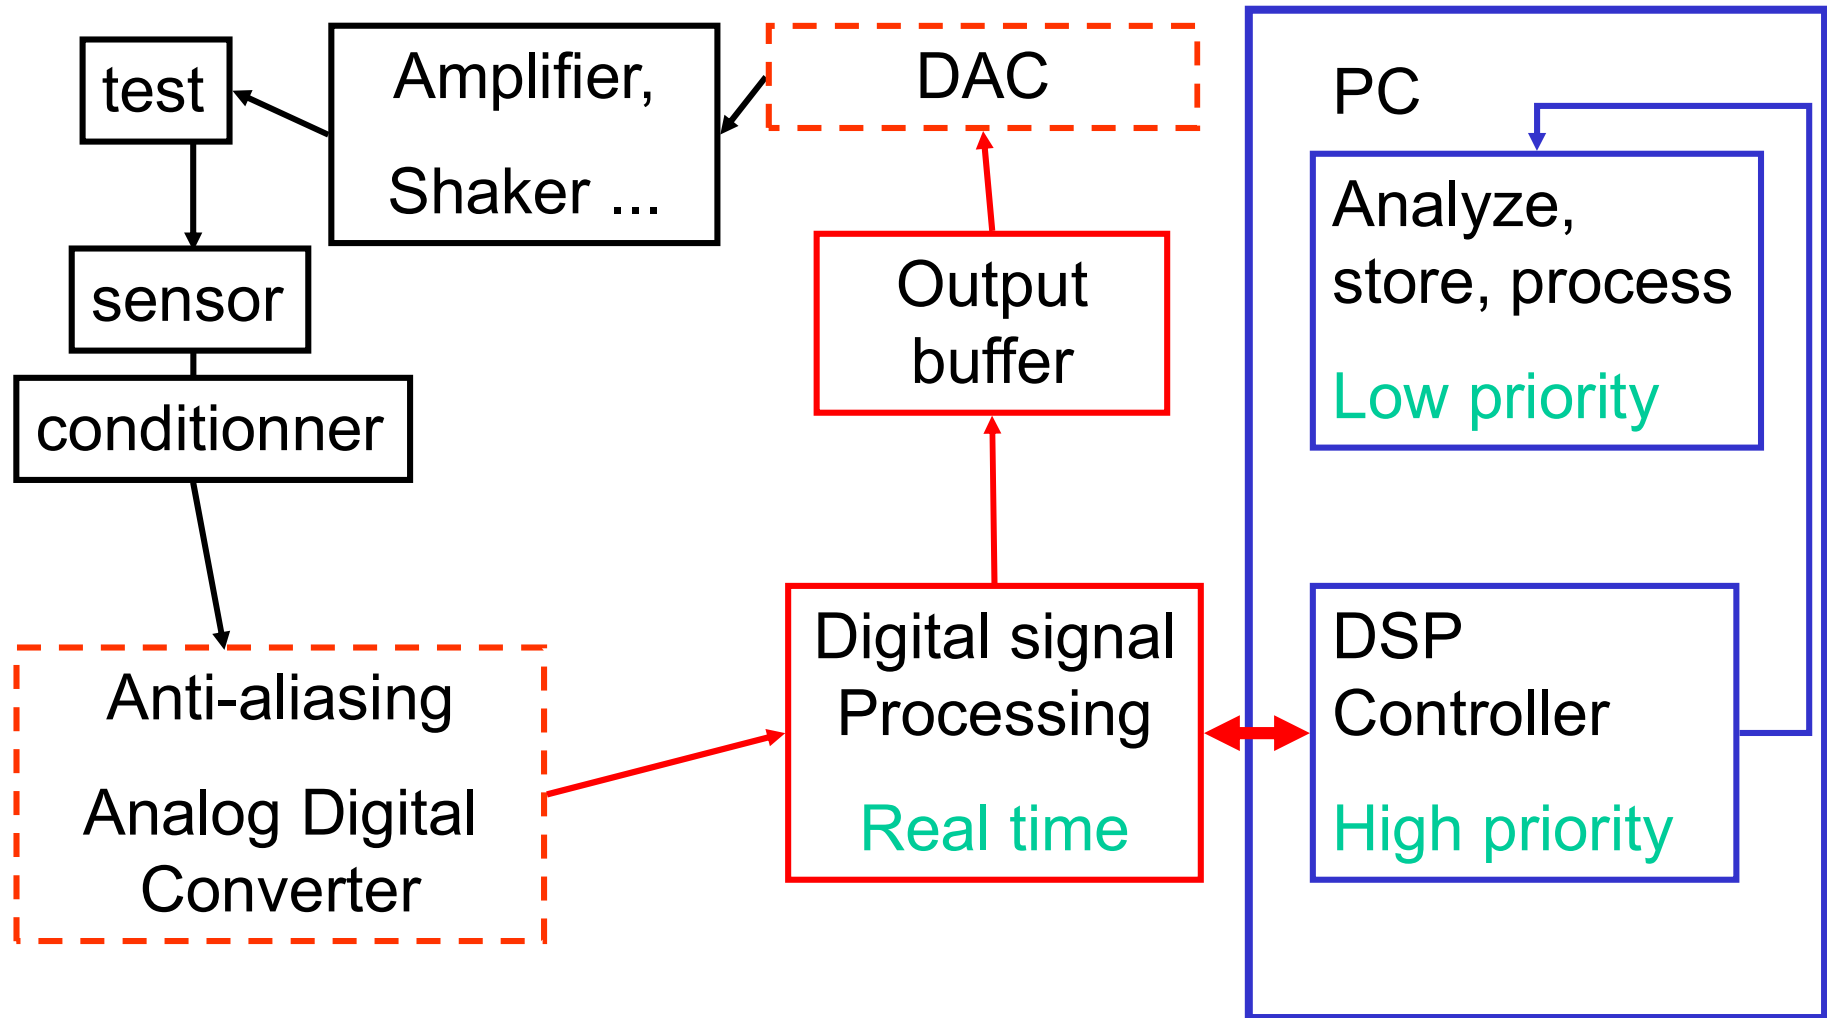 test
Amplifier,
Shaker ...
DAC
PC
sensor
conditionner
Output
buffer
Analyze,
store, process
Low priority
Anti-aliasing
Analog Digital
Converter
Digital signal
Processing
Real time
DSP
Controller
High priority